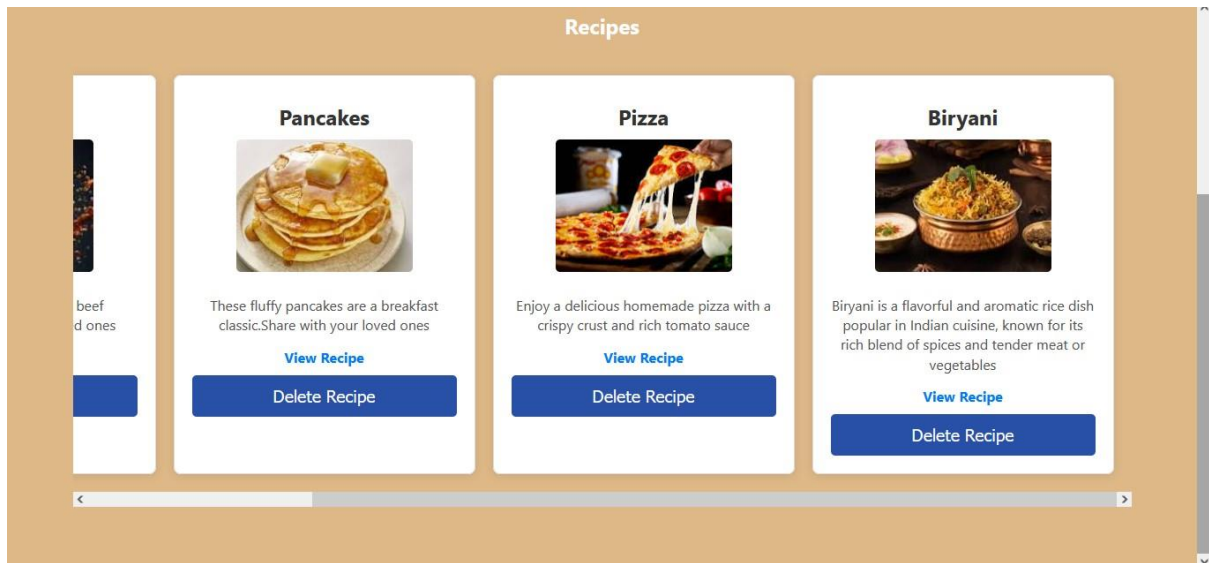 Recipes
beef
d ones
Pancakes
These fluffy pancakes are a breakfast
classic.Share with your loved ones
View Recipe
Delete Recipe
Pizza
Enjoy a delicious homemade pizza with a
crispy crust and rich tomato sauce
View Recipe
Delete Recipe
Biryani
Biryani is a flavorful and aromatic rice dish
popular in Indian cuisine, known for its
rich blend of spices and tender meat or
vegetables
View Recipe
Delete Recipe